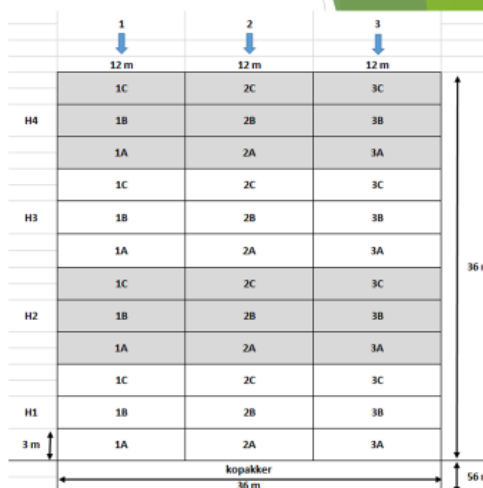 1 2 3
12 m 12 m 12 m
1C 2C 3C
H4 1B 2B 3B
1A 2A 3A
1C 2C 3C
H3 1B 2B 3B
1A 2A 3A
36 m
1C 2C 3C
H2 1B 2B 3B
1A 2A 3A
1C 2C 3C
H1 1B 2B 3B
3 m 1A 2A 3A
kopakker
36 m
56 m